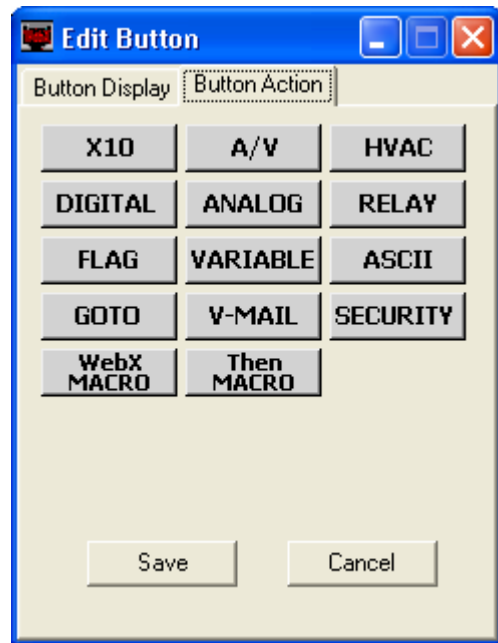 Edit Button
Button Display Button Action
X10 A/V HVAC
DIGITAL ANALOG RELAY
FLAG VARIABLE ASCII
GOTO V-MAIL SECURITY
WebX Then
MACRO MACRO
Save Cancel